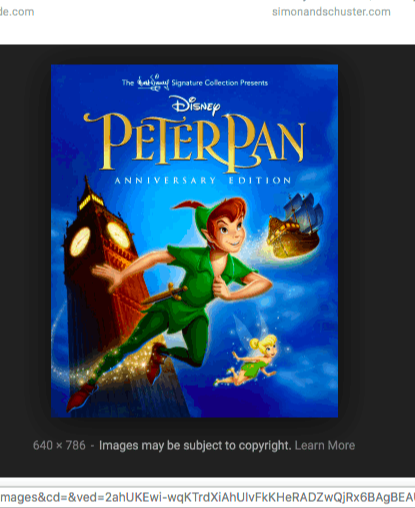 de.com
simonandschuster.com
The Walt Disney Signature Collection Presents
Disney
PETER PAN
ANNIVERSARY EDITION
640 × 786 - Images may be subject to copyright. Learn More
mages&cd=&ved=2ahUKEwi-wqKTrdXiAhUIvFkKHeRADZwQjRx6BAgBEAU